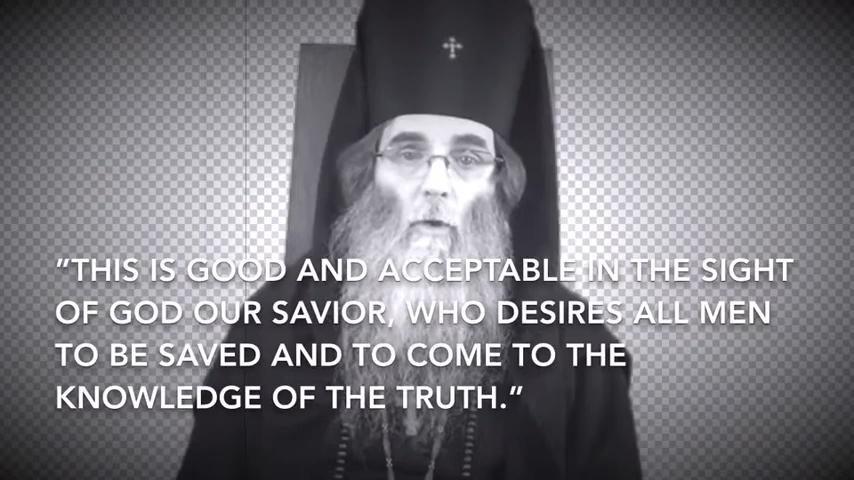 "THIS IS GOOD AND ACCEPTABLE IN THE SIGHT
OF GOD OUR SAVIOR, WHO DESIRES ALL MEN
TO BE SAVED AND TO COME TO THE
KNOWLEDGE OF THE TRUTH."